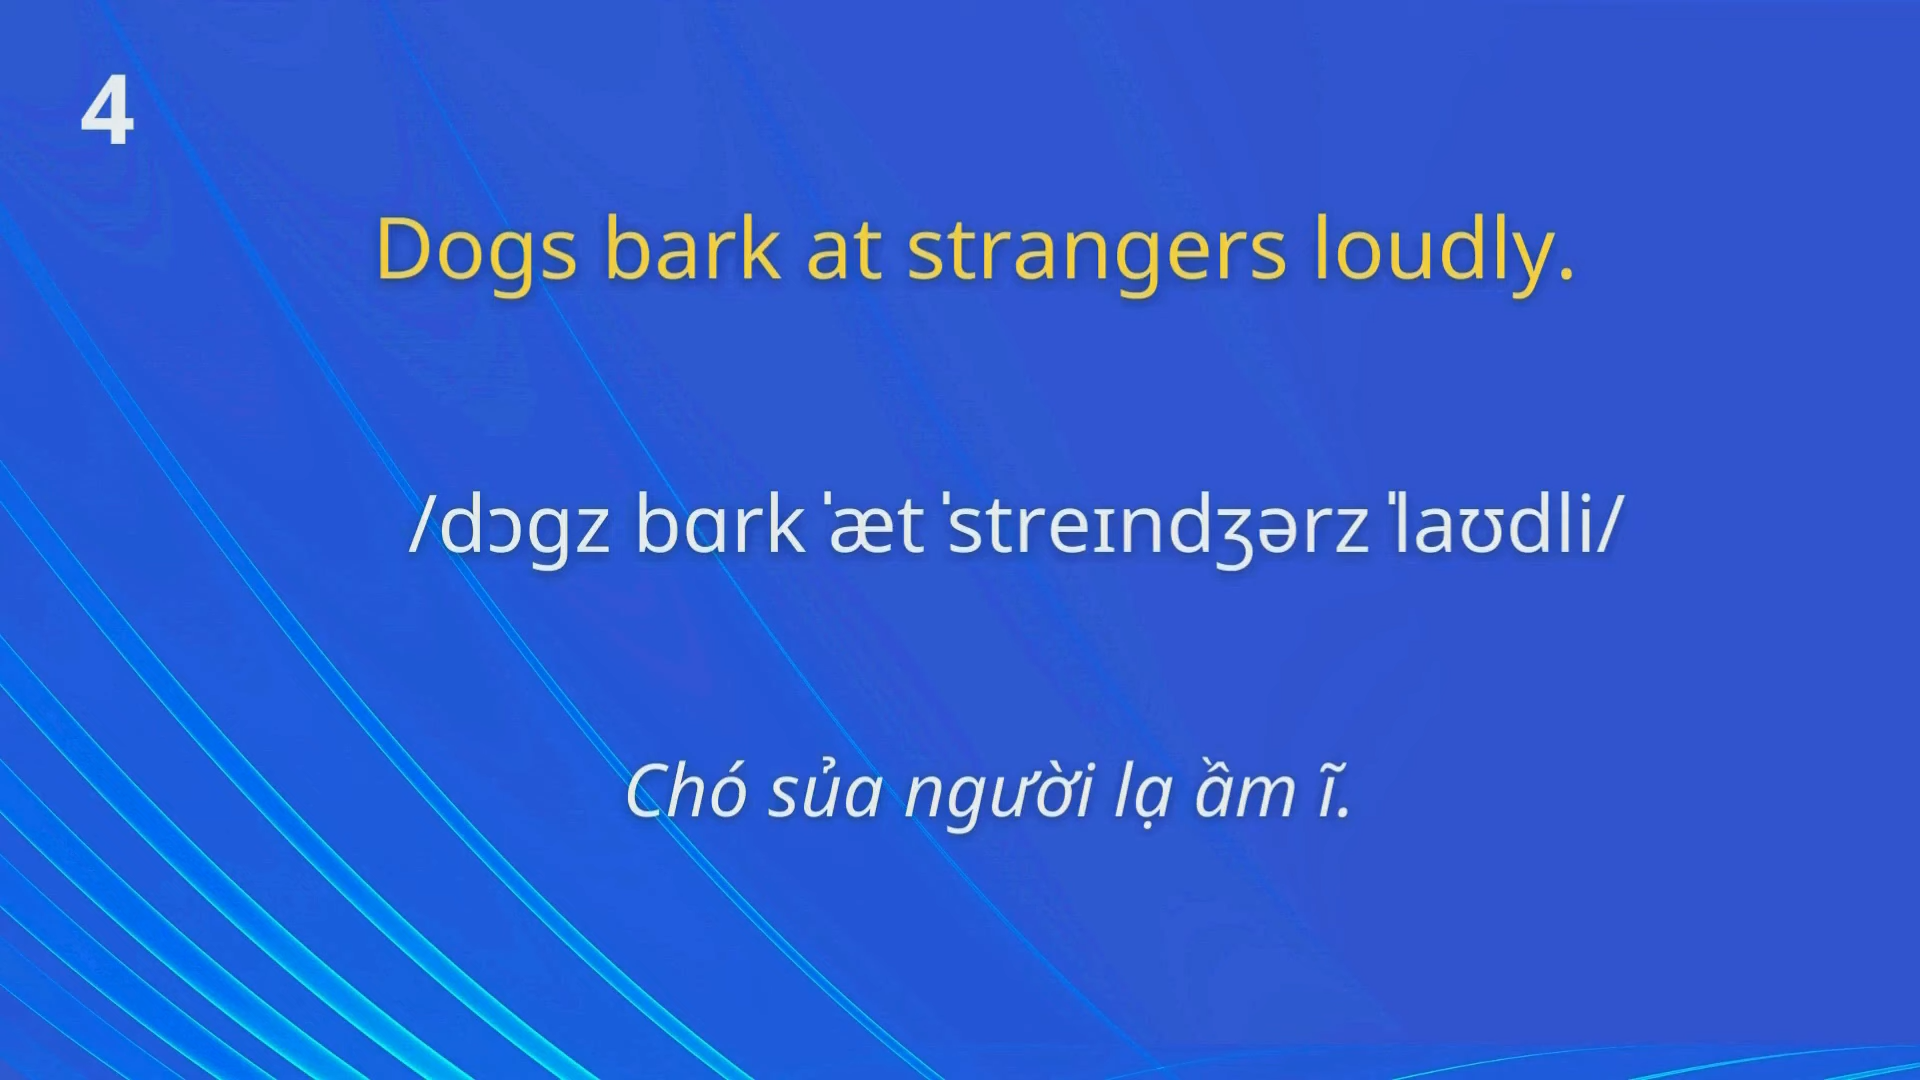 4
Dogs bark at strangers loudly.
/dɔgz bɑrk ˈæt ˈstreɪndʒərz ˈlaʊdli/
Chó sủa người lạ ầm ĩ.